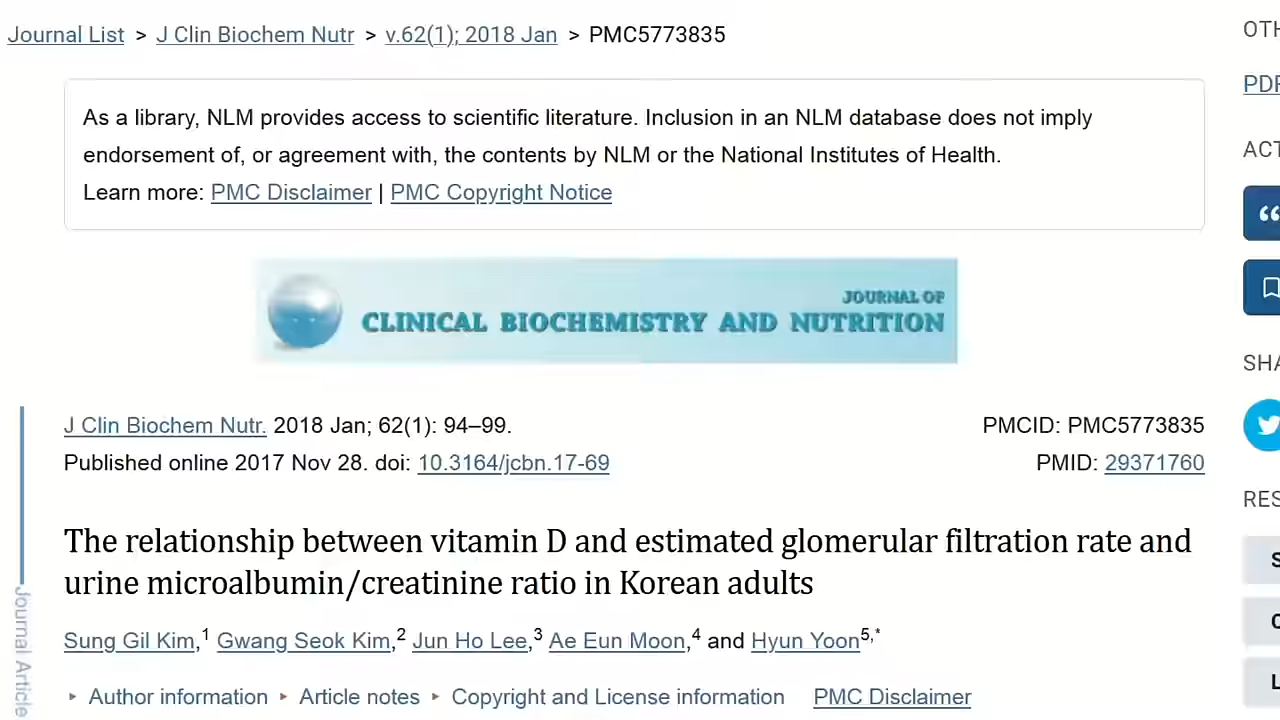 Journal List > J Clin Biochem Nutr > v.62(1); 2018 Jan > PMC5773835
As a library, NLM provides access to scientific literature. Inclusion in an NLM database does not imply
endorsement of, or agreement with, the contents by NLM or the National Institutes of Health.
Learn more: PMC Disclaimer | PMC Copyright Notice
JOURNAL OF
CLINICAL BIOCHEMISTRY AND NUTRITION
J Clin Biochem Nutr. 2018 Jan; 62(1): 94–99.
PMCID: PMC5773835
Published online 2017 Nov 28. doi: 10.3164/jcbn.17-69
PMID: 29371760
The relationship between vitamin D and estimated glomerular filtration rate and
urine microalbumin/creatinine ratio in Korean adults
Sung Gil Kim,1 Gwang Seok Kim,2 Jun Ho Lee,3 Ae Eun Moon,4 and Hyun Yoon5,*
▸ Author information ▸ Article notes ▸ Copyright and License information PMC Disclaimer
Journal Article
OTH
PDF
ACT
SHA
RES
S
C
L